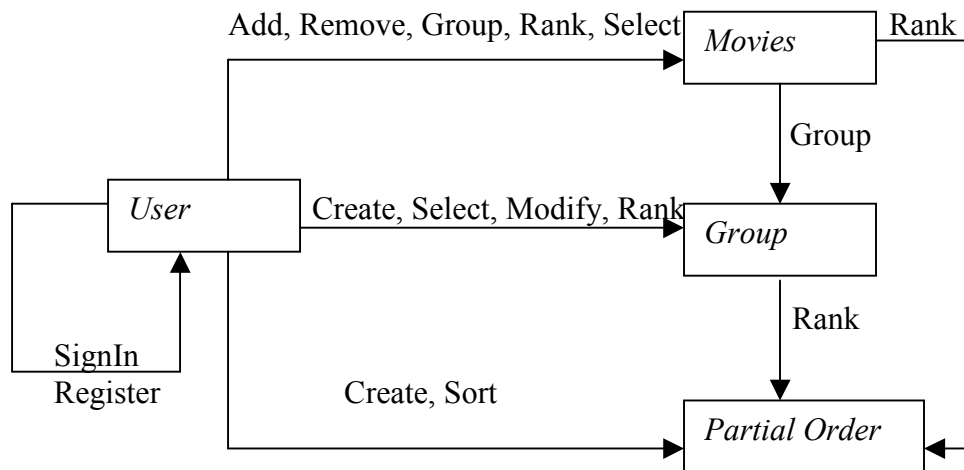 Add, Remove, Group, Rank, Select
Movies
Rank
Group
User
Create, Select, Modify, Rank
Group
Rank
SignIn
Register
Create, Sort
Partial Order